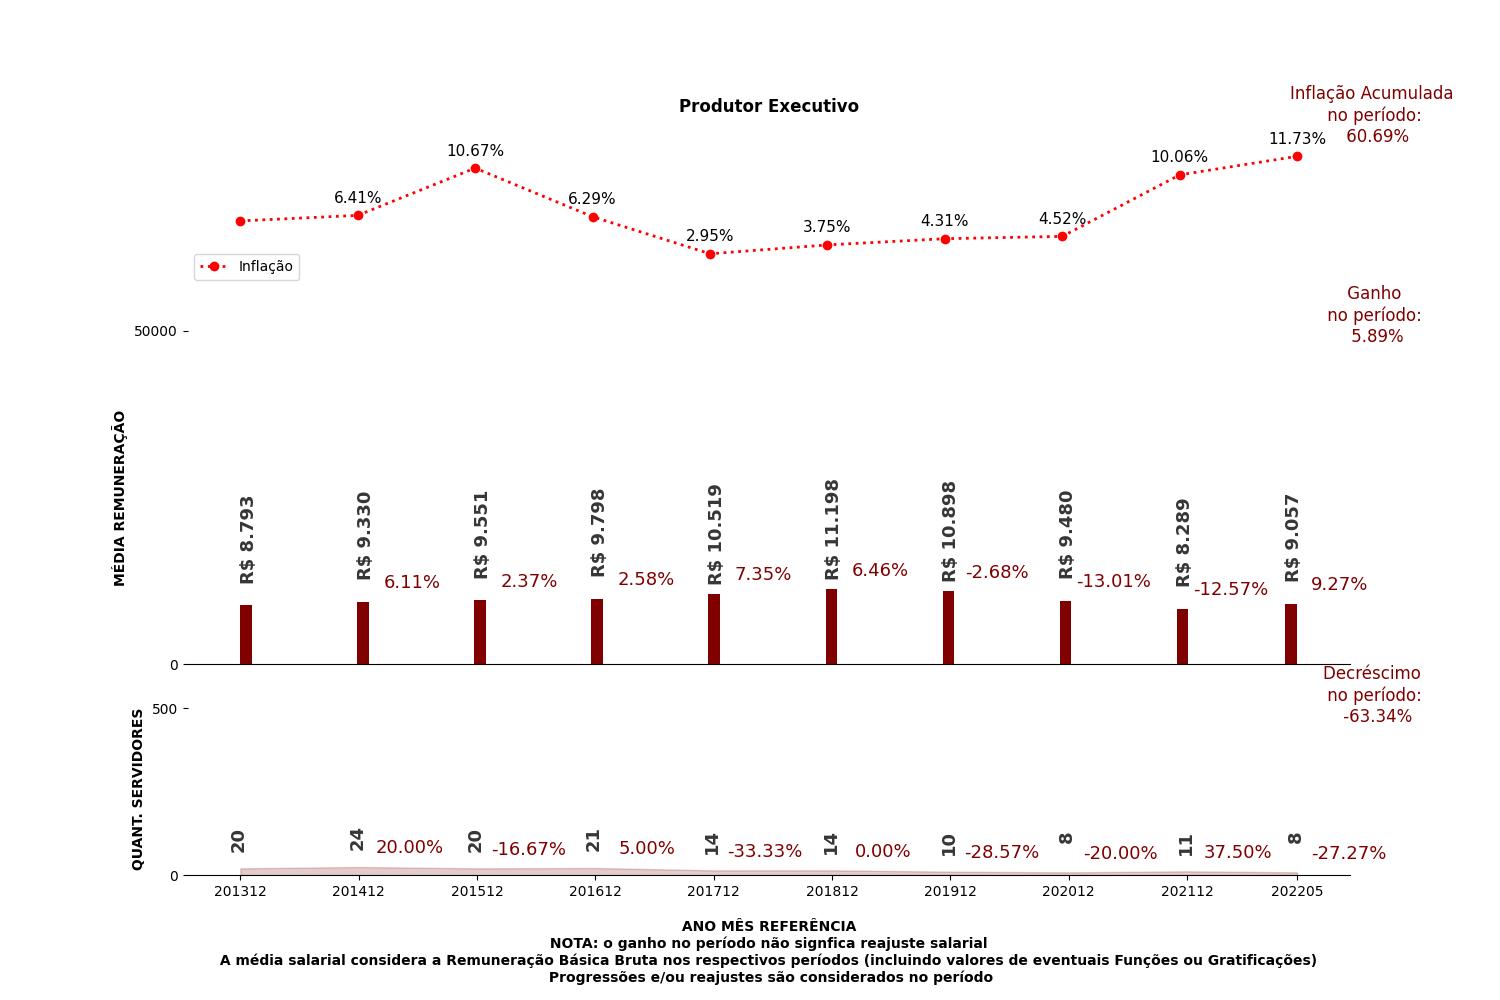 Produtor Executivo
Inflação Acumulada
no período:
60.69%
6.41%
10.67%
6.29%
2.95%
3.75%
4.31%
4.52%
10.06%
11.73%
Inflação
Ganho
no período:
5.89%
50000
0
MÉDIA REMUNERAÇÃO
R$ 8.793
R$ 9.330
R$ 9.551
R$ 9.798
R$ 10.519
R$ 11.198
R$ 10.898
R$ 9.480
R$ 8.289
R$ 9.057
6.11%
2.37%
2.58%
7.35%
6.46%
-2.68%
-13.01%
-12.57%
9.27%
Decréscimo
no período:
-63.34%
500
0
QUANT. SERVIDORES
20
24
20
21
14
14
10
8
11
8
20.00%
-16.67%
5.00%
-33.33%
0.00%
-28.57%
-20.00%
37.50%
-27.27%
201312
201412
201512
201612
201712
201812
201912
202012
202112
202205
ANO MÊS REFERÊNCIA
NOTA: o ganho no período não signfica reajuste salarial
A média salarial considera a Remuneração Básica Bruta nos respectivos períodos (incluindo valores de eventuais Funções ou Gratificações)
Progressões e/ou reajustes são considerados no período